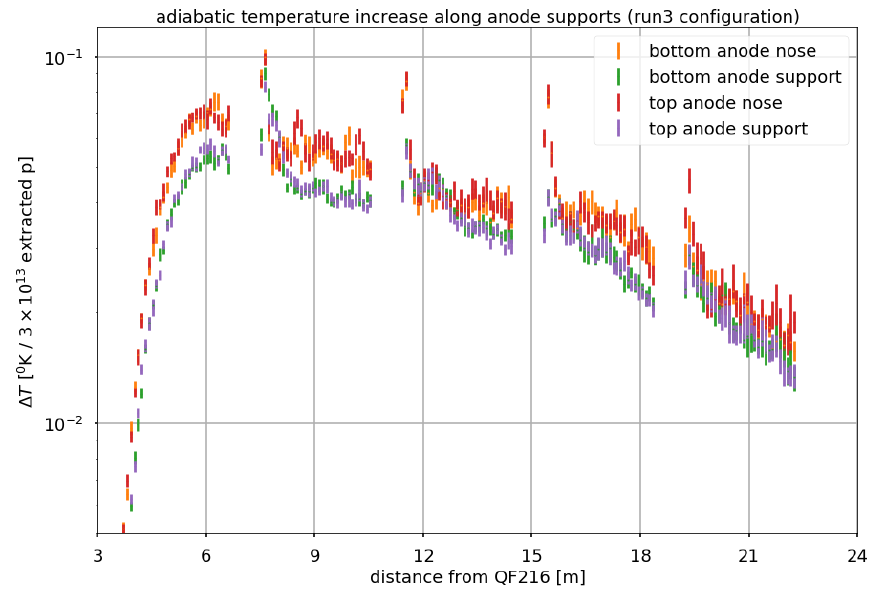 adiabatic temperature increase along anode supports (run3 configuration)
10⁻¹
10⁻²
ΔT [⁰K / 3 × 10¹³ extracted p]
bottom anode nose
bottom anode support
top anode nose
top anode support
3 6 9 12 15 18 21 24
distance from QF216 [m]